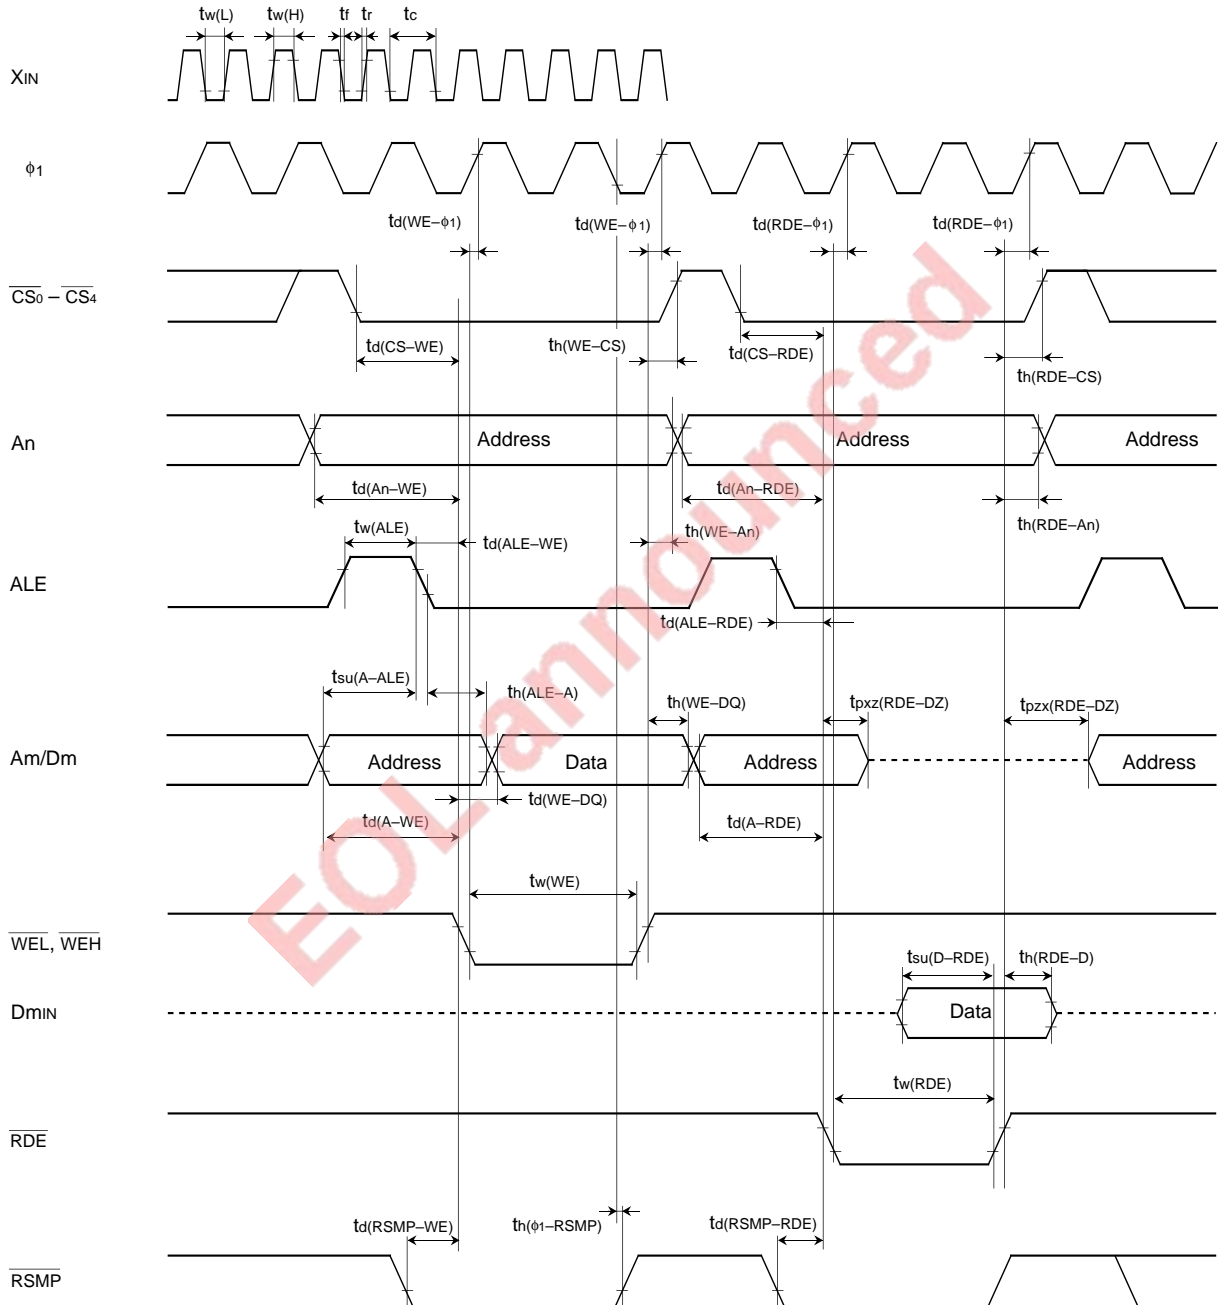 tw(L) tw(H) tf tr tc
XIN
ϕ1
td(WE–ϕ1) td(WE–ϕ1) td(RDE–ϕ1) td(RDE–ϕ1)
CS0 – CS4
td(CS–WE) th(WE–CS) td(CS–RDE) th(RDE–CS)
An Address Address Address
td(An–WE) td(An–RDE)
tw(ALE) td(ALE–WE) th(WE–An) th(RDE–An)
ALE
td(ALE–RDE)
tsu(A–ALE) th(ALE–A) th(WE–DQ) tpxz(RDE–DZ) tpzx(RDE–DZ)
Am/Dm Address Data Address Address
td(WE–DQ)
td(A–WE) td(A–RDE)
tw(WE)
WEL, WEH
tsu(D–RDE) th(RDE–D)
DmIN Data
tw(RDE)
RDE
td(RSMP–WE) th(ϕ1–RSMP) td(RSMP–RDE)
RSMP
EOL announced